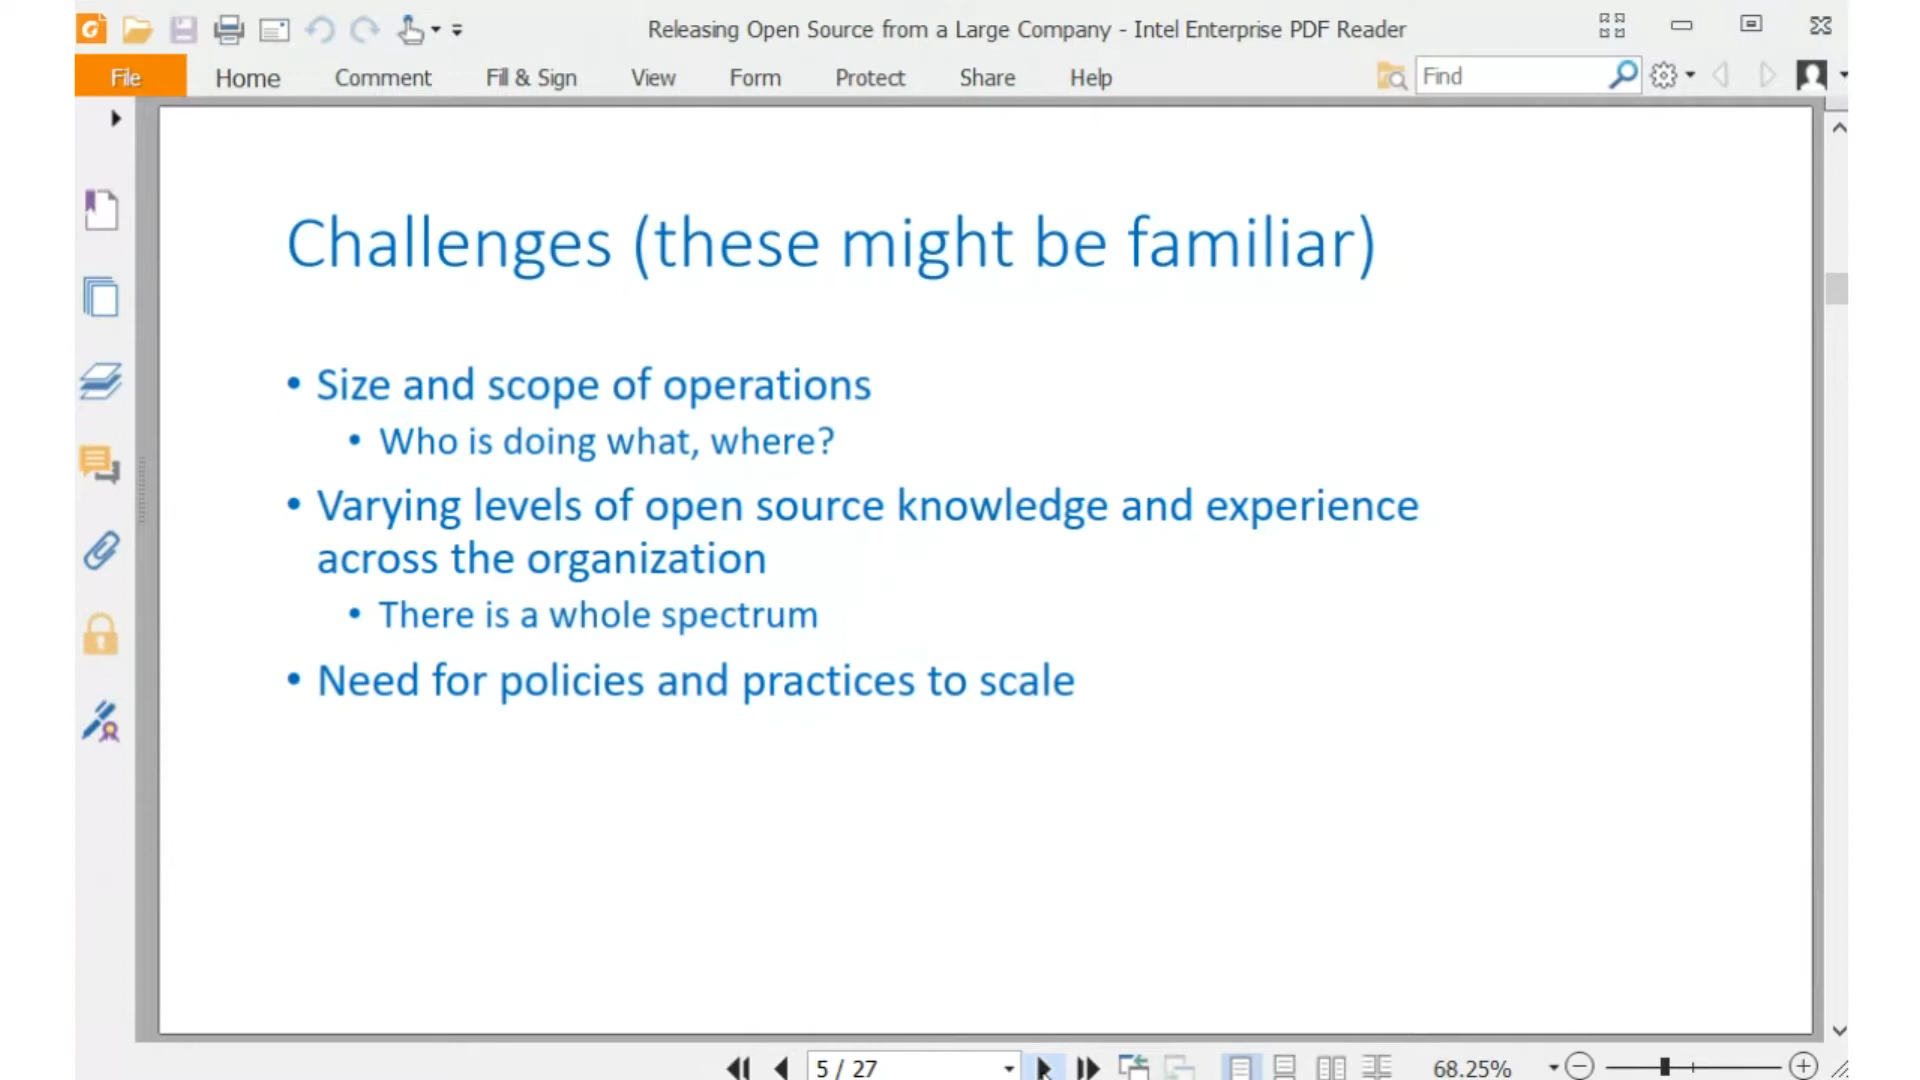 Releasing Open Source from a Large Company - Intel Enterprise PDF Reader
File Home Comment Fill & Sign View Form Protect Share Help Find
Challenges (these might be familiar)
• Size and scope of operations
• Who is doing what, where?
• Varying levels of open source knowledge and experience
across the organization
• There is a whole spectrum
• Need for policies and practices to scale
5 / 27 68.25%